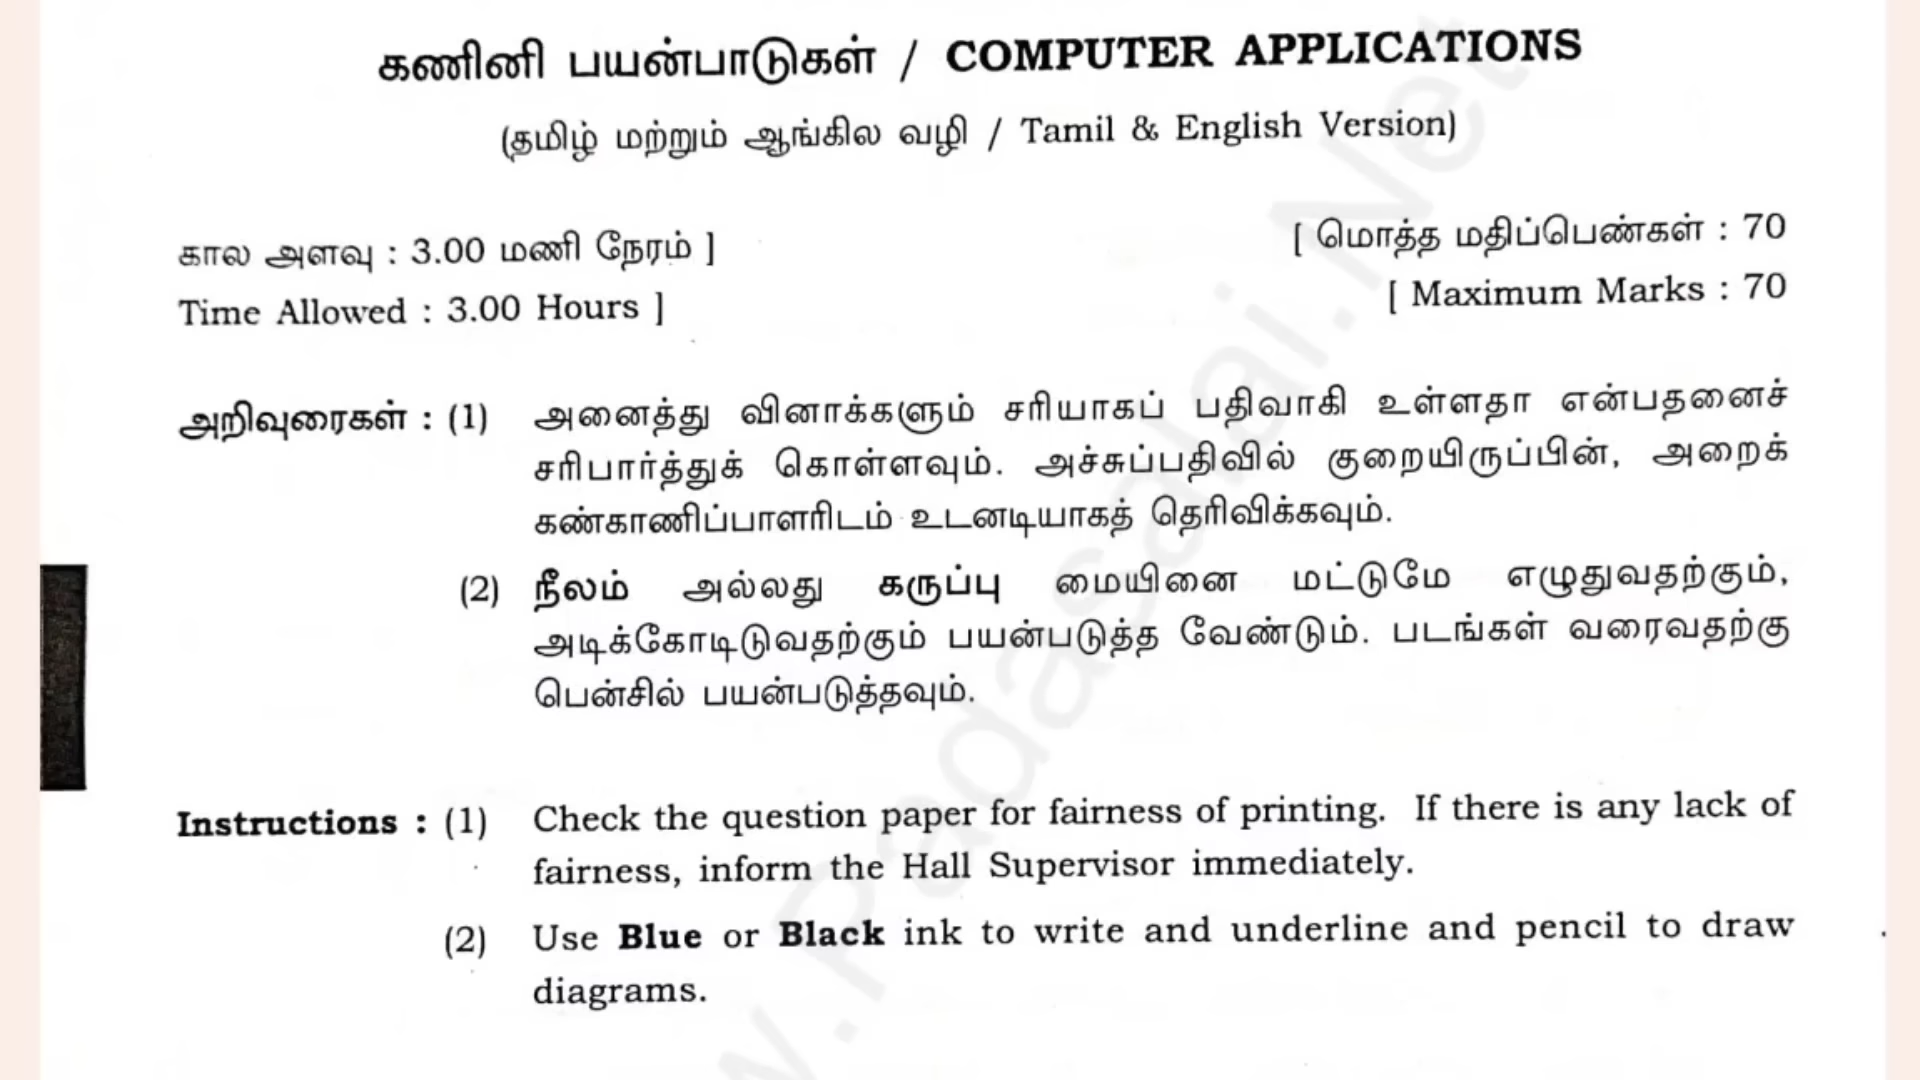 கணினி பயன்பாடுகள் / COMPUTER APPLICATIONS
(தமிழ் மற்றும் ஆங்கில வழி / Tamil & English Version)
கால அளவு : 3.00 மணி நேரம் ]
[ மொத்த மதிப்பெண்கள் : 70
Time Allowed : 3.00 Hours ]
[ Maximum Marks : 70
அறிவுரைகள் : (1) அனைத்து வினாக்களும் சரியாகப் பதிவாகி உள்ளதா என்பதனைச்
சரிபார்த்துக் கொள்ளவும். அச்சுப்பதிவில் குறையிருப்பின், அறைக்
கண்காணிப்பாளரிடம் உடனடியாகத் தெரிவிக்கவும்.
(2) நீலம் அல்லது கருப்பு மையினை மட்டுமே எழுதுவதற்கும்,
அடிக்கோடிடுவதற்கும் பயன்படுத்த வேண்டும். படங்கள் வரைவதற்கு
பென்சில் பயன்படுத்தவும்.
Instructions : (1) Check the question paper for fairness of printing. If there is any lack of
fairness, inform the Hall Supervisor immediately.
(2) Use Blue or Black ink to write and underline and pencil to draw
diagrams.
w.Padasalai.Net